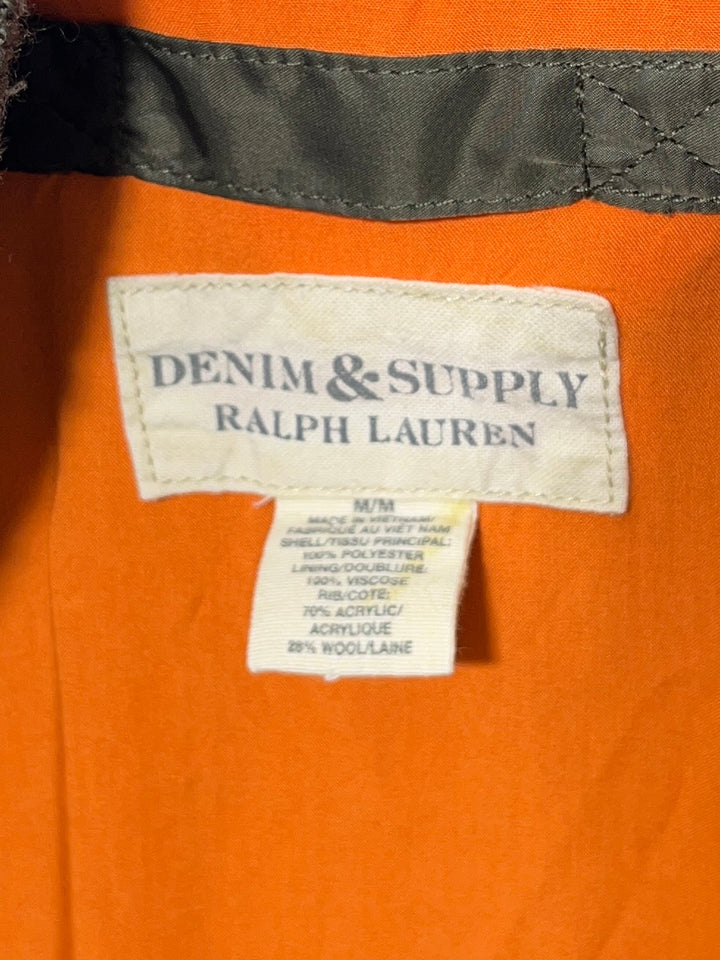 DENIM & SUPPLY
RALPH LAUREN
M/M
MADE IN VIETNAM/
FABRIQUÉ AU VIET NAM
SHELL/TISSU PRINCIPAL:
100% POLYESTER
LINING/DOUBLURE:
100% VISCOSE
RIB/COTE:
70% ACRYLIC/
ACRYLIQUE
28% WOOL/LAINE